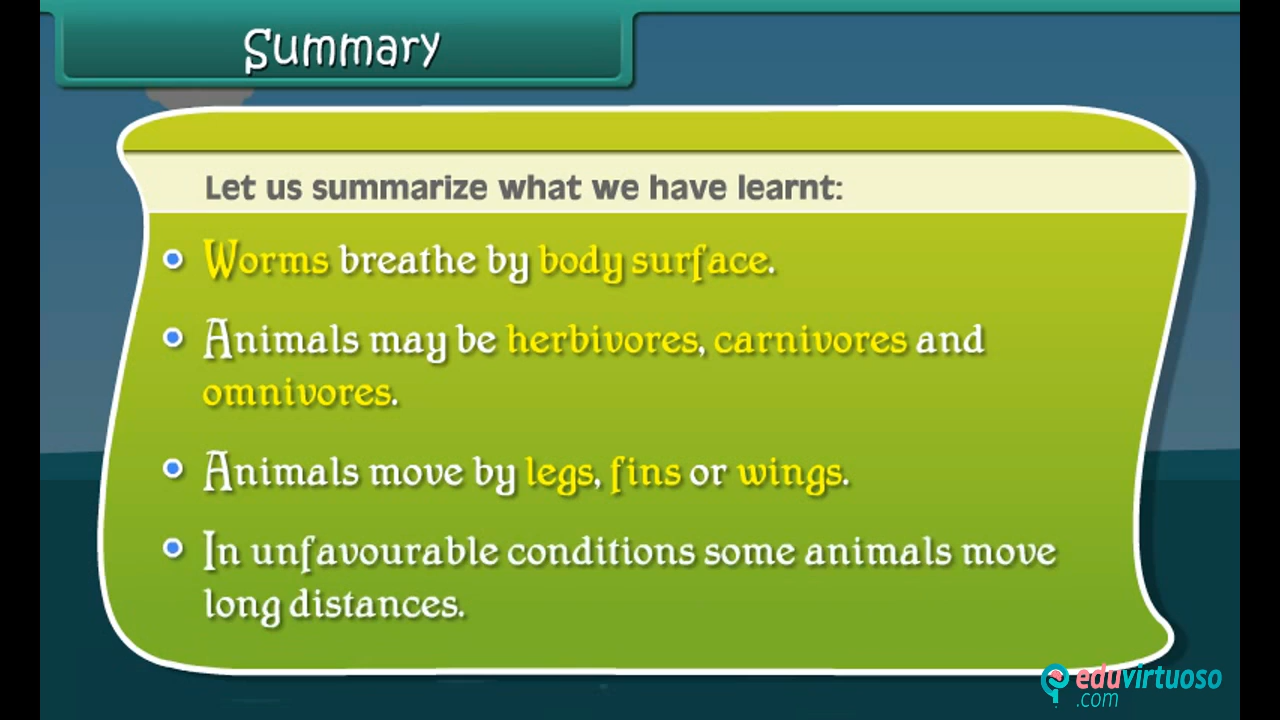 Summary
Let us summarize what we have learnt:
Worms breathe by body surface.
Animals may be herbivores, carnivores and
omnivores.
Animals move by legs, fins or wings.
In unfavourable conditions some animals move
long distances.
eduvirtuoso
.com